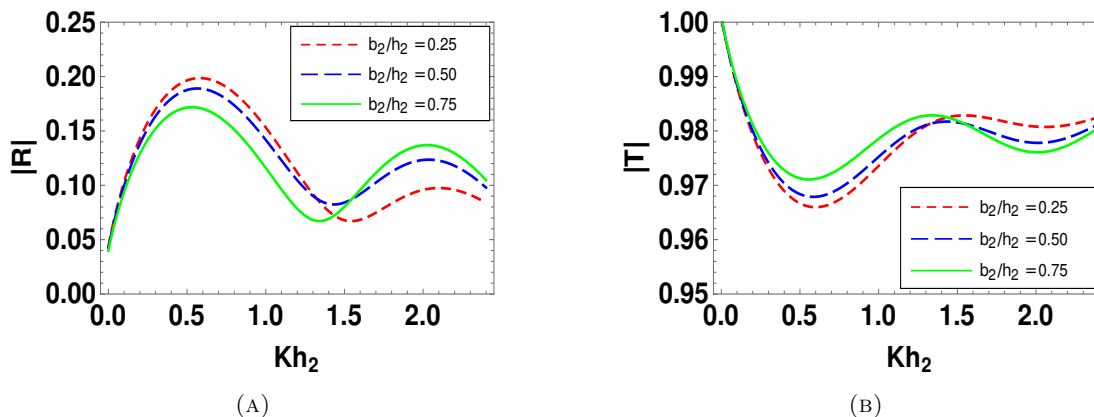 0.25
0.20
0.15
0.10
0.05
0.00
|R|
b2/h2 =0.25
b2/h2 =0.50
b2/h2 =0.75
0.0 0.5 1.0 1.5 2.0
Kh2
(A)
1.00
0.99
0.98
0.97
0.96
0.95
|T|
b2/h2 =0.25
b2/h2 =0.50
b2/h2 =0.75
0.0 0.5 1.0 1.5 2.0
Kh2
(B)